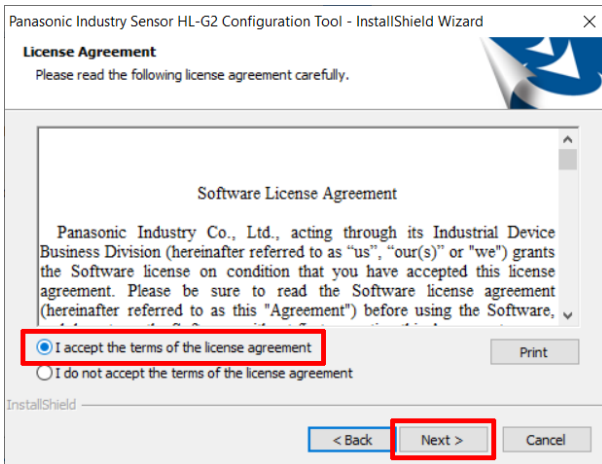 Panasonic Industry Sensor HL-G2 Configuration Tool - InstallShield Wizard
License Agreement
Please read the following license agreement carefully.
Software License Agreement
Panasonic Industry Co., Ltd., acting through its Industrial Device
Business Division (hereinafter referred to as “us”, “our(s)” or "we") grants
the Software license on condition that you have accepted this license
agreement. Please be sure to read the Software license agreement
(hereinafter referred to as this "Agreement") before using the Software,
I accept the terms of the license agreement
Print
I do not accept the terms of the license agreement
InstallShield
< Back
Next >
Cancel